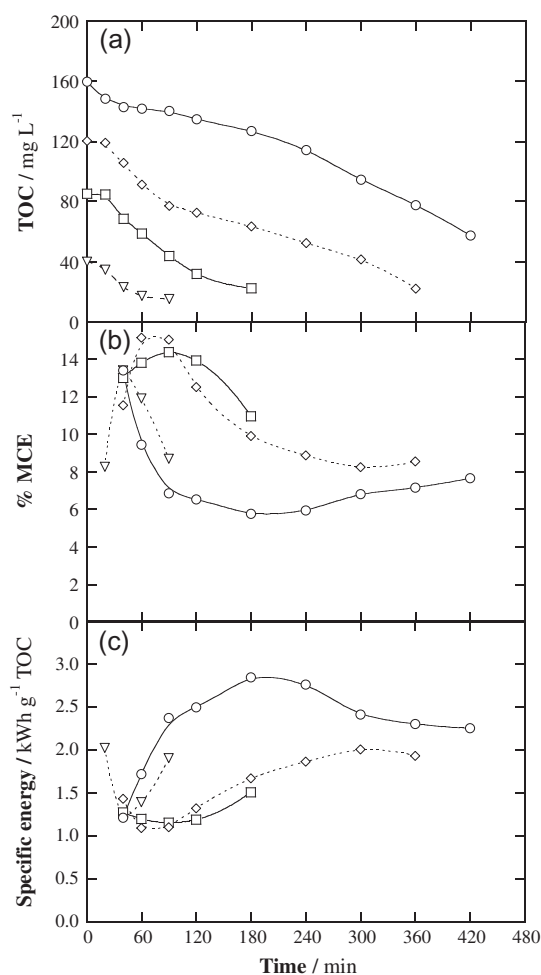 (a)
200
160
120
80
40
0
TOC / mg L⁻¹
(b)
14
12
10
8
6
4
2
0
% MCE
(c)
3.0
2.5
2.0
1.5
1.0
0.5
0.0
Specific energy / kWh g⁻¹ TOC
0 60 120 180 240 300 360 420 480
Time / min